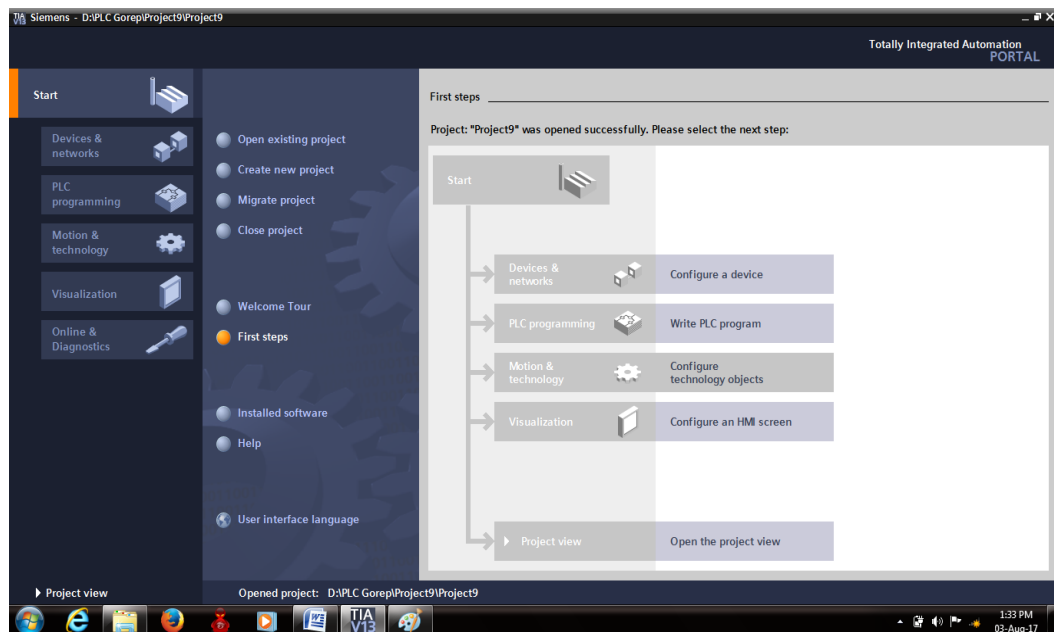 Siemens - D:\PLC Gorep\Project9\Project9
Totally Integrated Automation
PORTAL
Start
Devices &
networks
PLC
programming
Motion &
technology
Visualization
Online &
Diagnostics
Open existing project
Create new project
Migrate project
Close project
Welcome Tour
First steps
Installed software
Help
User interface language
First steps
Project: "Project9" was opened successfully. Please select the next step:
Start
Devices &
networks
Configure a device
PLC programming
Write PLC program
Motion &
technology
Configure
technology objects
Visualization
Configure an HMI screen
Project view
Open the project view
Project view
Opened project: D:\PLC Gorep\Project9\Project9
TIA
V13
1:33 PM
03-Aug-17